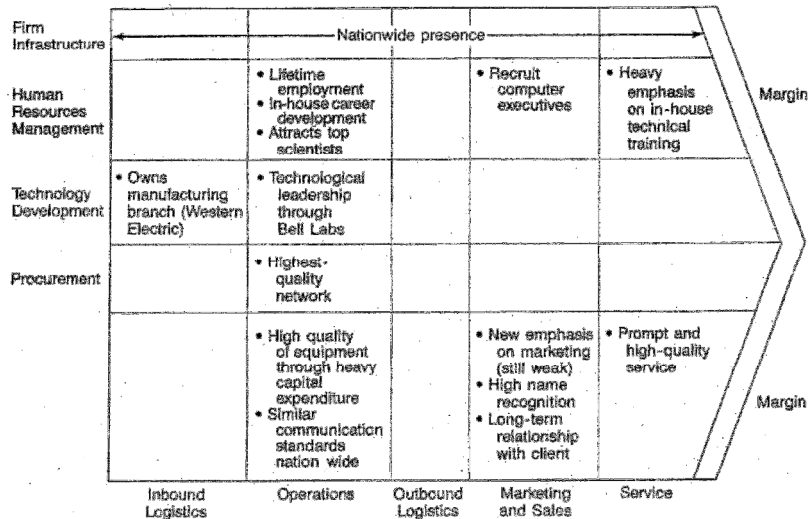 Firm
Infrastructure
Nationwide presence
Human
Resources
Management
• Lifetime
employment
• In-house career
development
• Attracts top
scientists
• Recruit
computer
executives
• Heavy
emphasis
on in-house
technical
training
Margin
Technology
Development
• Owns
manufacturing
branch (Western
Electric)
• Technological
leadership
through
Bell Labs
Procurement
• Highest-
quality
network
• High quality
of equipment
through heavy
capital
expenditure
• Similar
communication
standards
nation wide
• New emphasis
on marketing
(still weak)
• High name
recognition
• Long-term
relationship
with client
• Prompt and
high-quality
service
Margin
Inbound
Logistics
Operations
Outbound
Logistics
Marketing
and Sales
Service